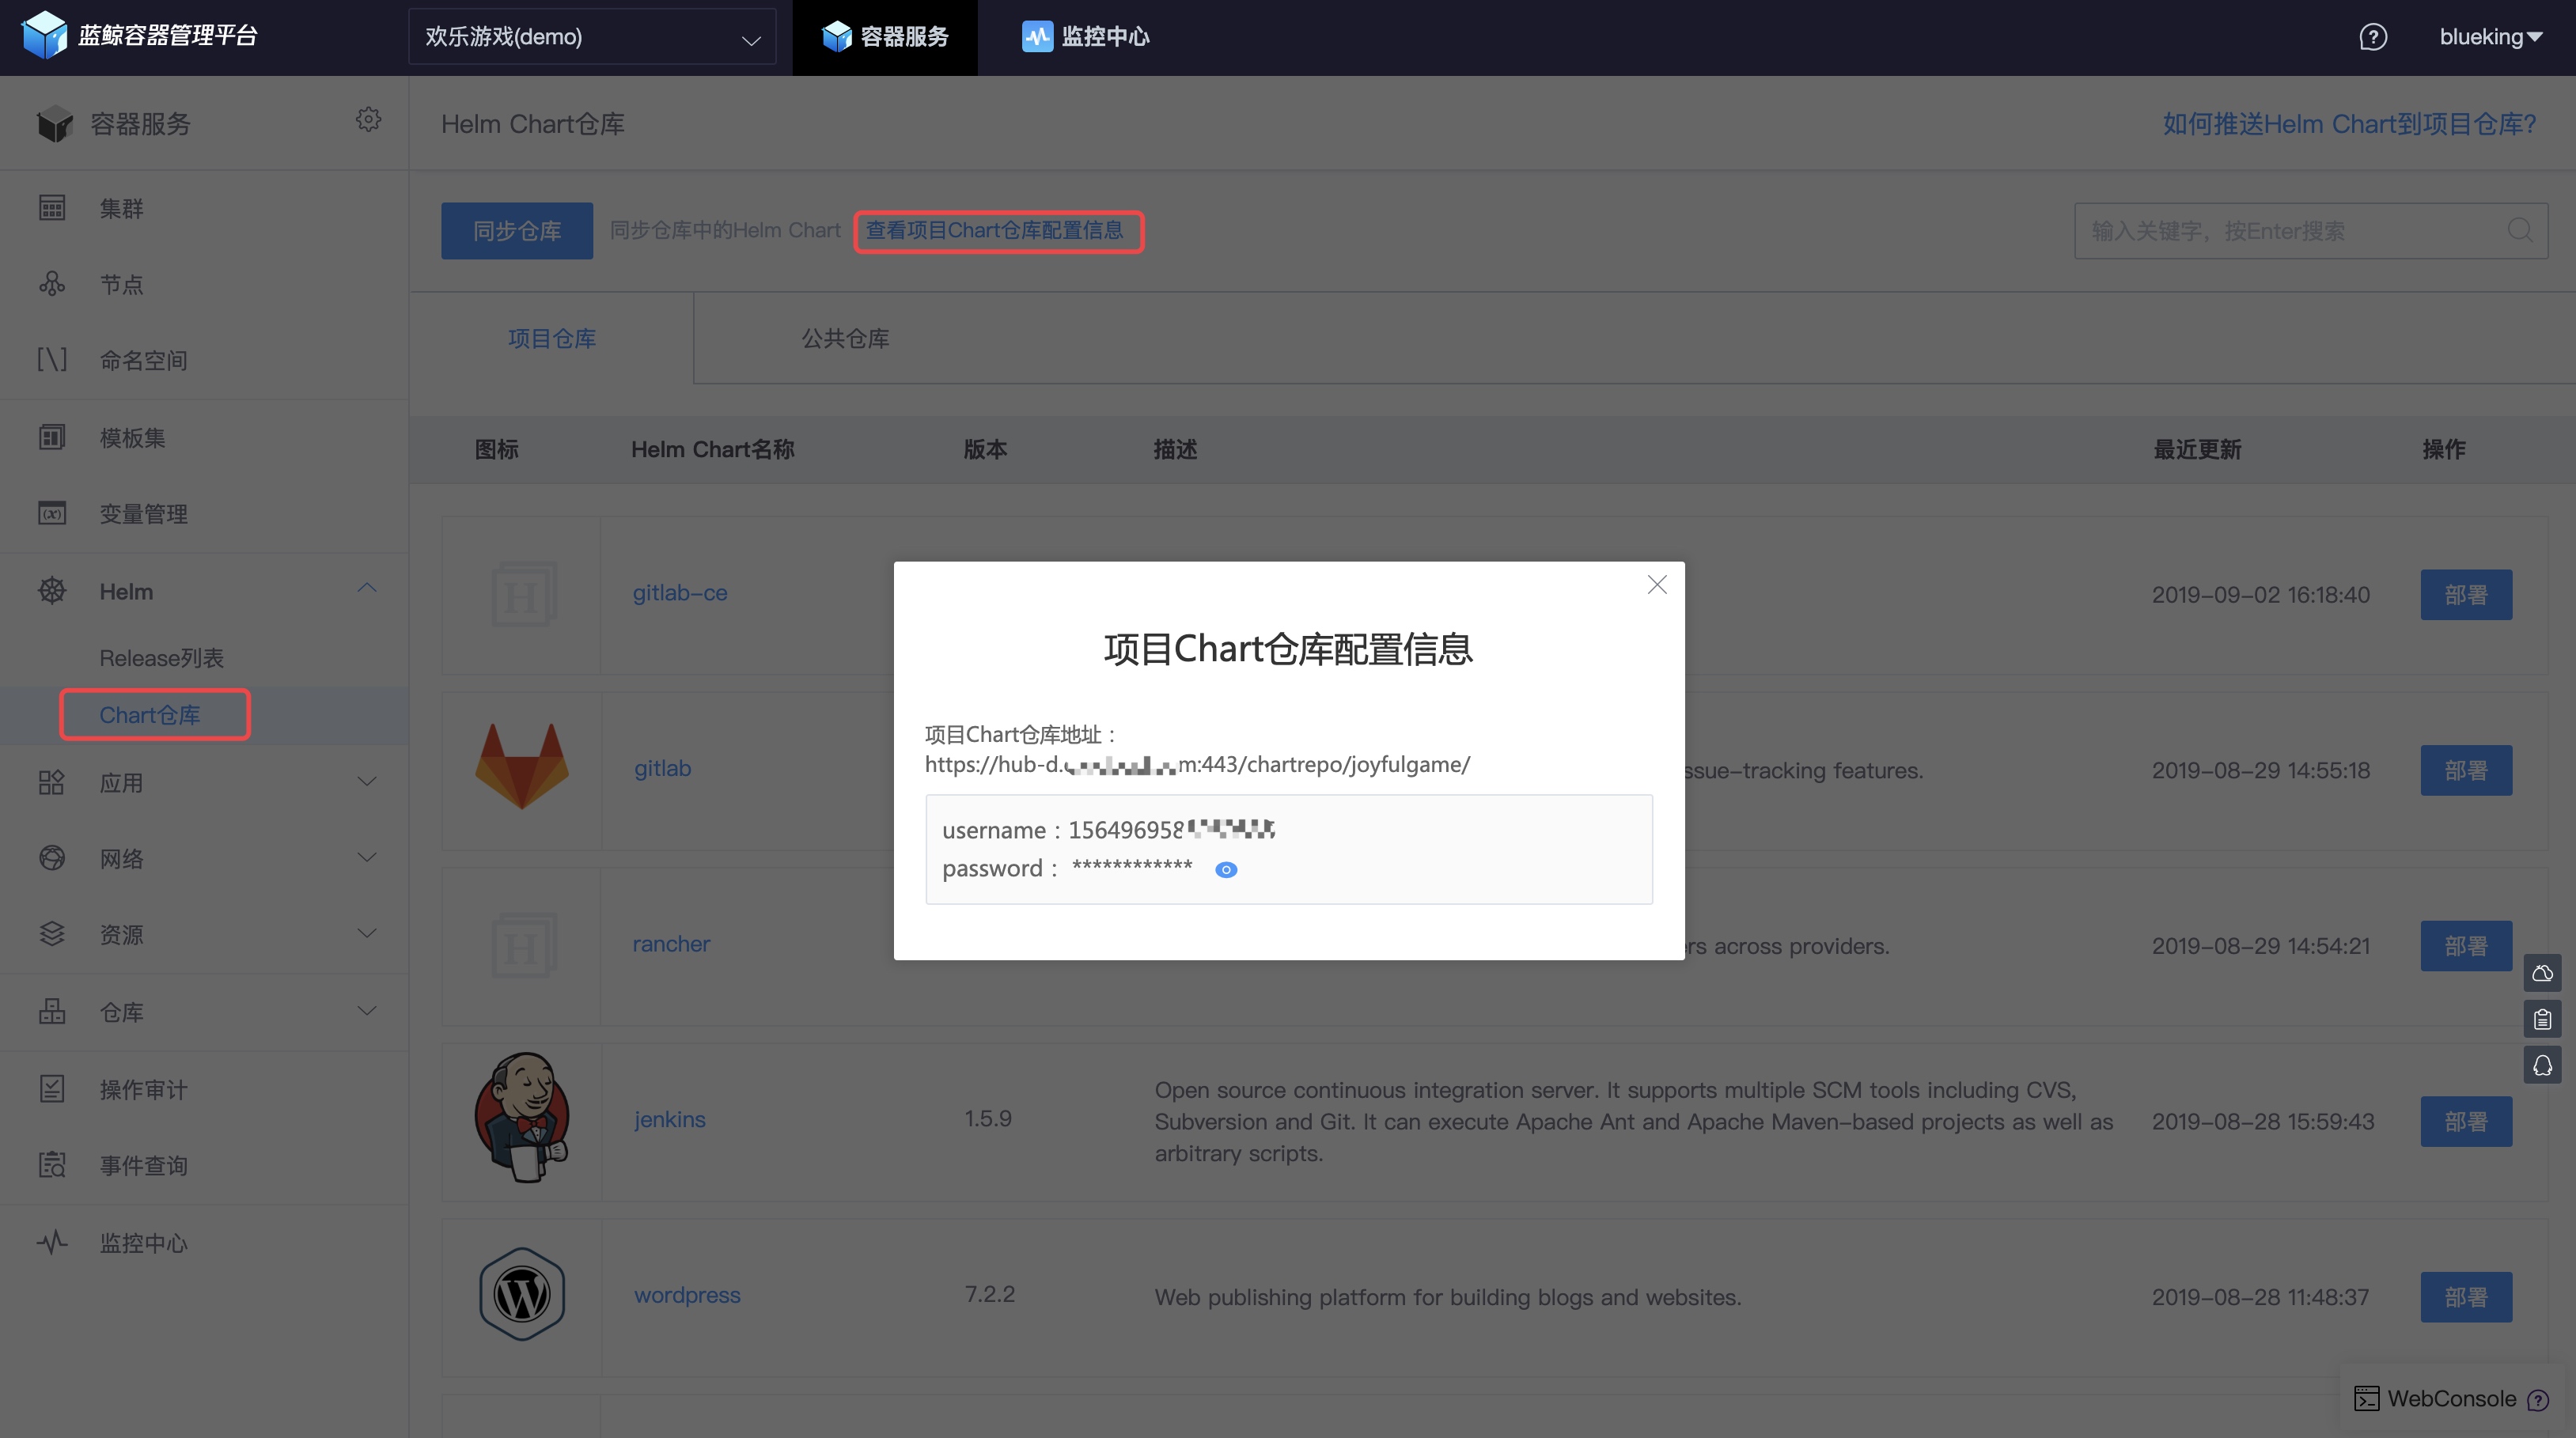 蓝鲸容器管理平台
欢乐游戏(demo)
容器服务
监控中心
blueking
容器服务
Helm Chart仓库
如何推送Helm Chart到项目仓库?
集群
节点
命名空间
模板集
变量管理
Helm
Release列表
Chart仓库
应用
网络
资源
仓库
操作审计
事件查询
监控中心
同步仓库
同步仓库中的Helm Chart
查看项目Chart仓库配置信息
输入关键字，按Enter搜索
项目仓库
公共仓库
图标 Helm Chart名称 版本 描述 最近更新 操作
gitlab-ce 2019-09-02 16:18:40 部署
gitlab ssue-tracking features. 2019-08-29 14:55:18 部署
rancher across providers. 2019-08-29 14:54:21 部署
jenkins 1.5.9
Open source continuous integration server. It supports multiple SCM tools including CVS,
Subversion and Git. It can execute Apache Ant and Apache Maven-based projects as well as
arbitrary scripts.
2019-08-28 15:59:43 部署
wordpress 7.2.2 Web publishing platform for building blogs and websites. 2019-08-28 11:48:37 部署
项目Chart仓库配置信息
项目Chart仓库地址：
https://hub-d. m:443/chartrepo/joyfulgame/
username：156496958
password： ************
WebConsole